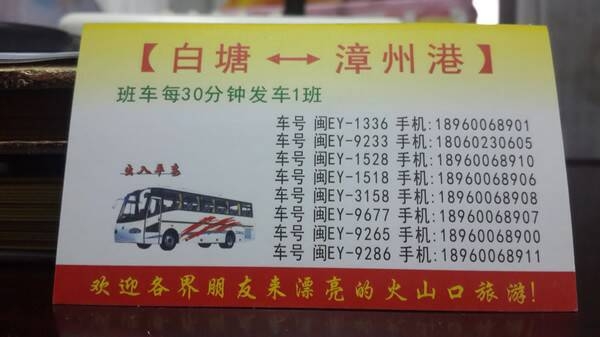 【白塘↔漳州港】
班车每30分钟发车1班
车号 闽EY-1336 手机:18960068901
车号 闽EY-9233 手机:18060230605
车号 闽EY-1528 手机:18960068910
车号 闽EY-1518 手机:18960068906
车号 闽EY-3158 手机:18960068908
车号 闽EY-9677 手机:18960068907
车号 闽EY-9265 手机:18960068900
车号 闽EY-9286 手机:18960068911
出入平安
欢迎各界朋友来漂亮的火山口旅游!